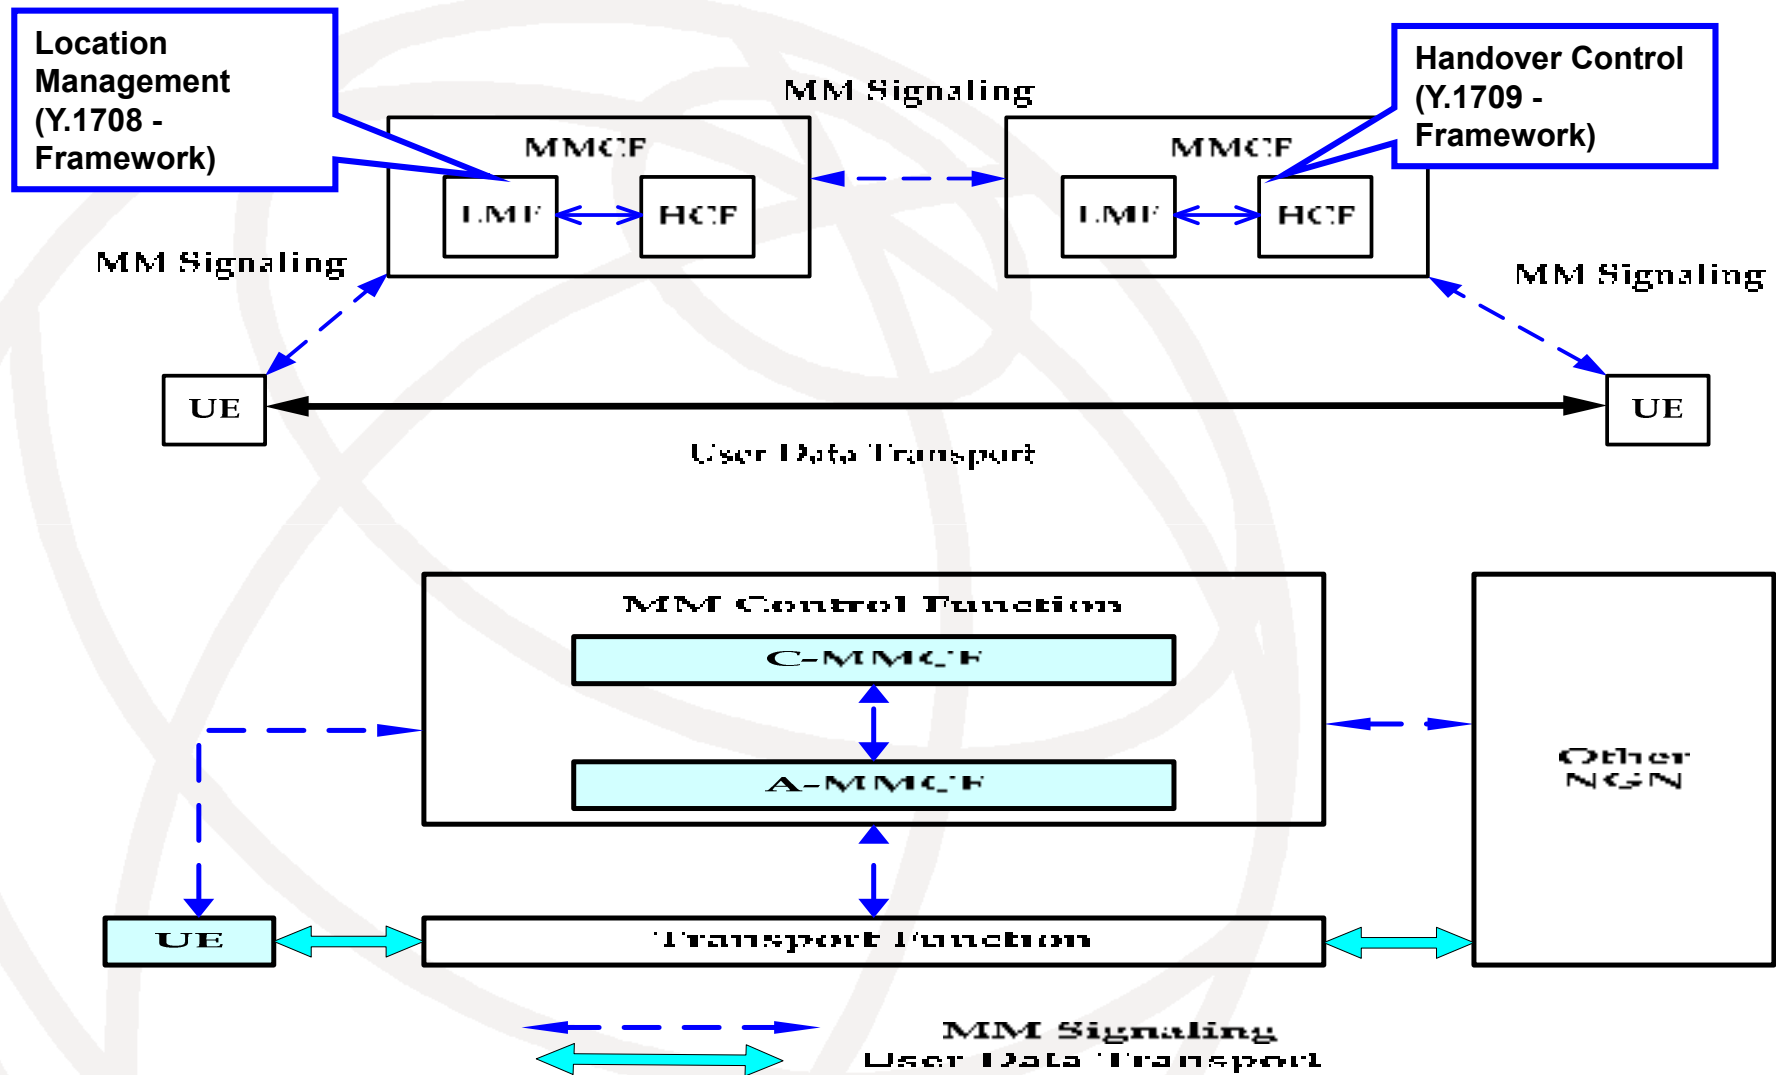 Location
Management
(Y.1708 -
Framework)
MM Signaling
Handover Control
(Y.1709 -
Framework)
MMCF
LMF
HCF
MMCF
LMF
HCF
MM Signaling
MM Signaling
UE
UE
User Data Transport
MM Control Function
C-MMCF
A-MMCF
Other
NGN
UE
Transport Function
MM Signaling
User Data Transport